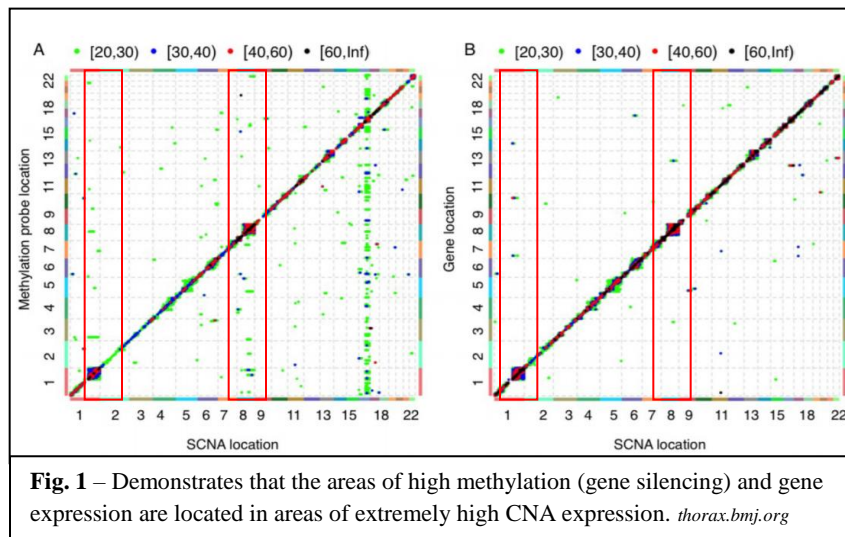 A [20,30) [30,40) [40,60) [60,Inf)
Methylation probe location
22
18
15
13
11
9
8
7
6
5
4
3
2
1
1 2 3 4 5 6 7 8 9 11 13 15 18 22
SCNA location
B [20,30) [30,40) [40,60) [60,Inf)
Gene location
22
18
15
13
11
9
8
7
6
5
4
3
2
1
1 2 3 4 5 6 7 8 9 11 13 15 18 22
SCNA location
Fig. 1 – Demonstrates that the areas of high methylation (gene silencing) and gene
expression are located in areas of extremely high CNA expression. thorax.bmj.org